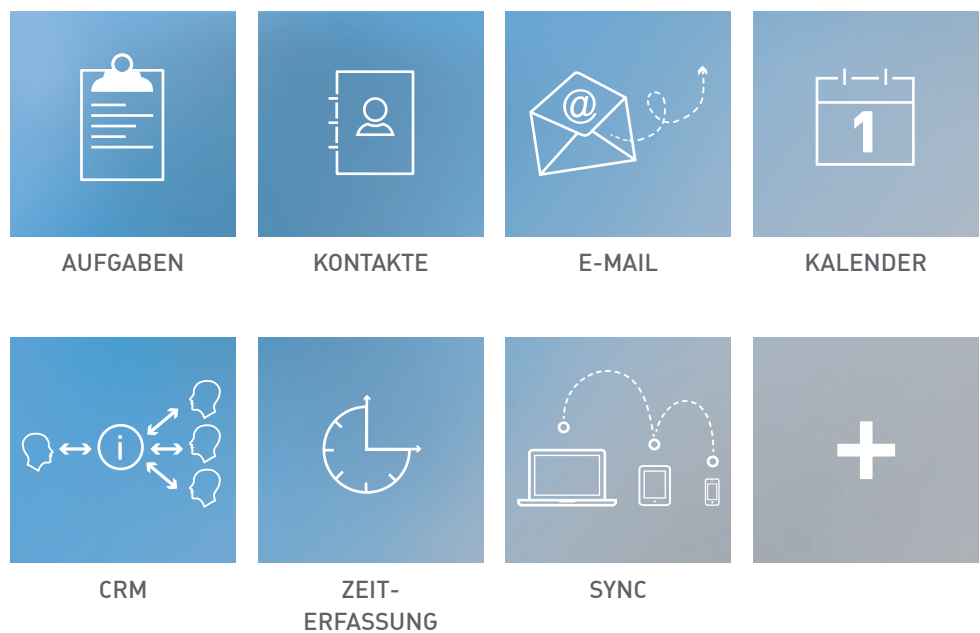 @
1
AUFGABEN
KONTAKTE
E-MAIL
KALENDER
i
CRM
ZEIT-
ERFASSUNG
SYNC